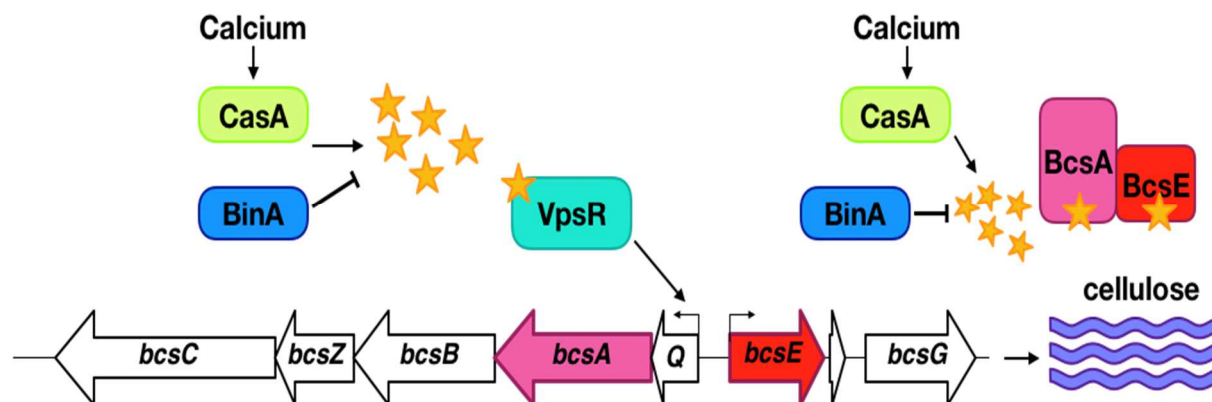 Calcium
Calcium
CasA
CasA
BcsA
BcsE
BinA
VpsR
BinA
cellulose
bcsC
bcsZ
bcsB
bcsA
Q
bcsE
bcsG